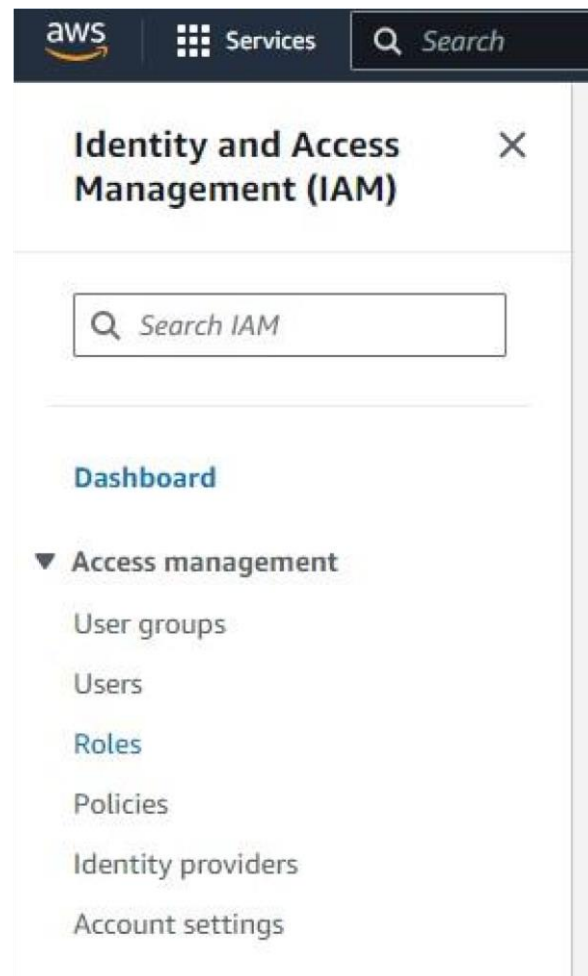 aws Services Search
Identity and Access
Management (IAM)
Search IAM
Dashboard
Access management
User groups
Users
Roles
Policies
Identity providers
Account settings